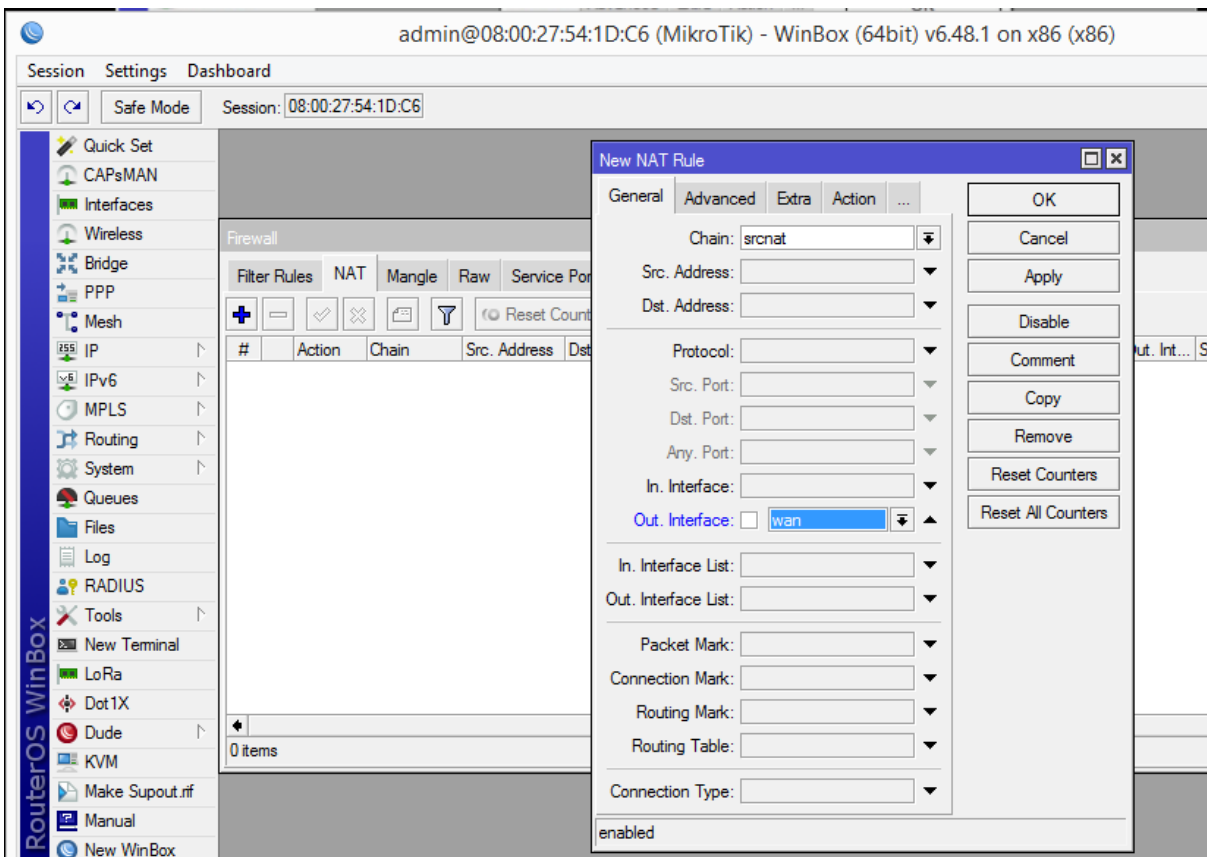 admin@08:00:27:54:1D:C6 (MikroTik) - WinBox (64bit) v6.48.1 on x86 (x86)
Session Settings Dashboard
Safe Mode Session: 08:00:27:54:1D:C6
RouterOS WinBox
Quick Set
CAPsMAN
Interfaces
Wireless
Bridge
PPP
Mesh
IP
IPv6
MPLS
Routing
System
Queues
Files
Log
RADIUS
Tools
New Terminal
LoRa
Dot1X
Dude
KVM
Make Supout.rif
Manual
New WinBox
Firewall
Filter Rules NAT Mangle Raw Service Por
Reset Count
# Action Chain Src. Address Dst
ut. Int... S
0 items
New NAT Rule
General Advanced Extra Action ...
Chain: srcnat
Src. Address:
Dst. Address:
Protocol:
Src. Port:
Dst. Port:
Any. Port:
In. Interface:
Out. Interface: wan
In. Interface List:
Out. Interface List:
Packet Mark:
Connection Mark:
Routing Mark:
Routing Table:
Connection Type:
enabled
OK
Cancel
Apply
Disable
Comment
Copy
Remove
Reset Counters
Reset All Counters